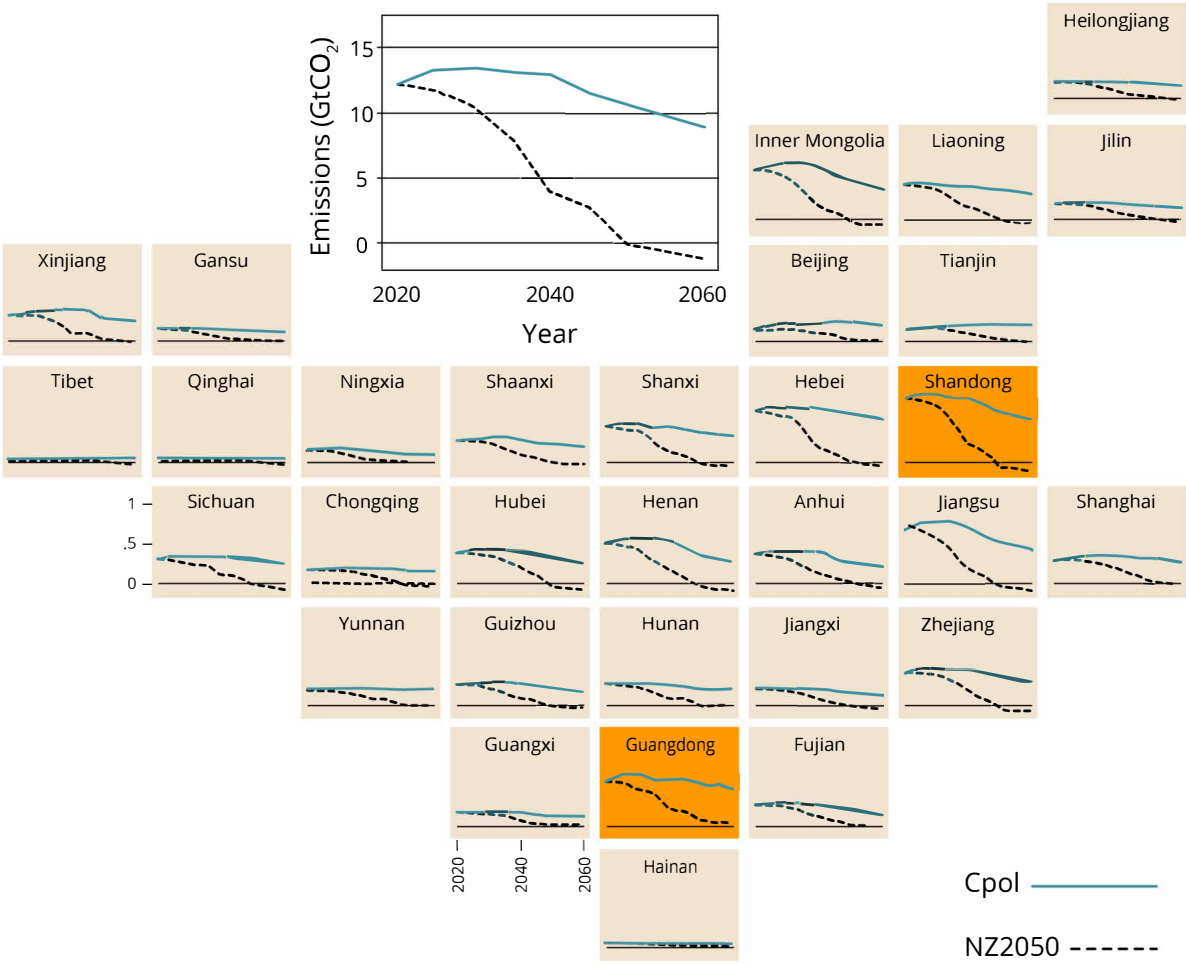 Heilongjiang
Emissions (GtCO₂)
15
10
5
0
2020 2040 2060
Year
Inner Mongolia Liaoning Jilin
Xinjiang Gansu Beijing Tianjin
Tibet Qinghai Ningxia Shaanxi Shanxi Hebei Shandong
1
.5
0
Sichuan Chongqing Hubei Henan Anhui Jiangsu Shanghai
Yunnan Guizhou Hunan Jiangxi Zhejiang
Guangxi Guangdong Fujian
2020 2040 2060
Hainan
Cpol
NZ2050